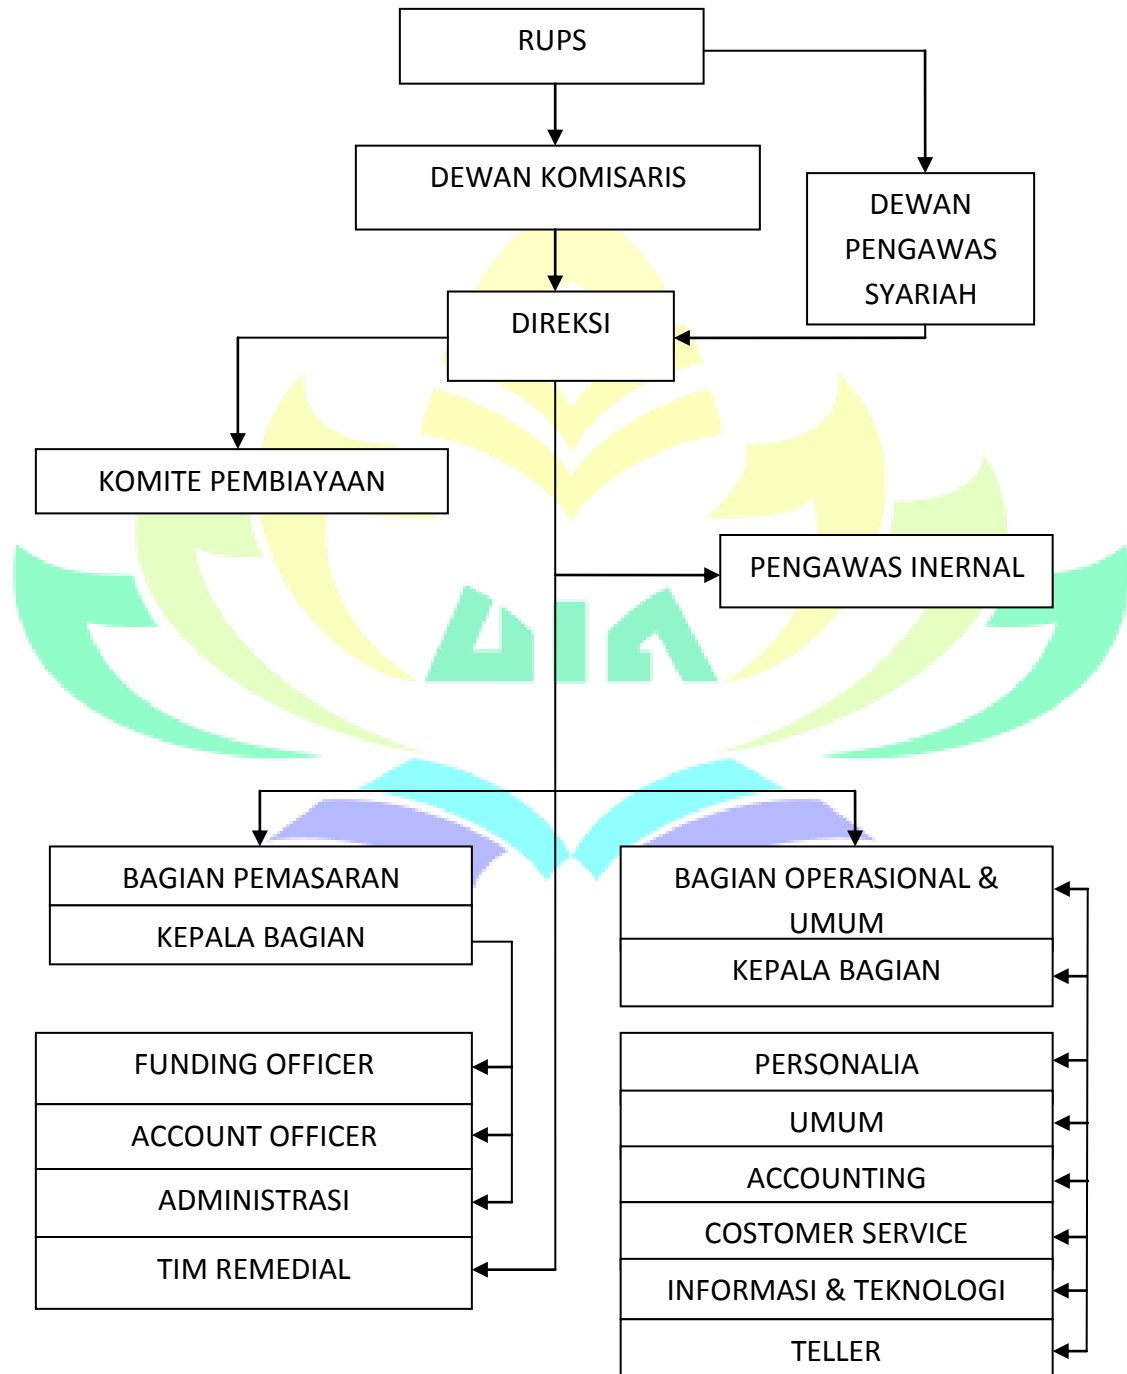 RUPS
DEWAN KOMISARIS
DEWAN
PENGAWAS
SYARIAH
DIREKSI
KOMITE PEMBIAYAAN
PENGAWAS INERNAL
BAGIAN PEMASARAN
KEPALA BAGIAN
FUNDING OFFICER
ACCOUNT OFFICER
ADMINISTRASI
TIM REMEDIAL
BAGIAN OPERASIONAL &
UMUM
KEPALA BAGIAN
PERSONALIA
UMUM
ACCOUNTING
COSTOMER SERVICE
INFORMASI & TEKNOLOGI
TELLER